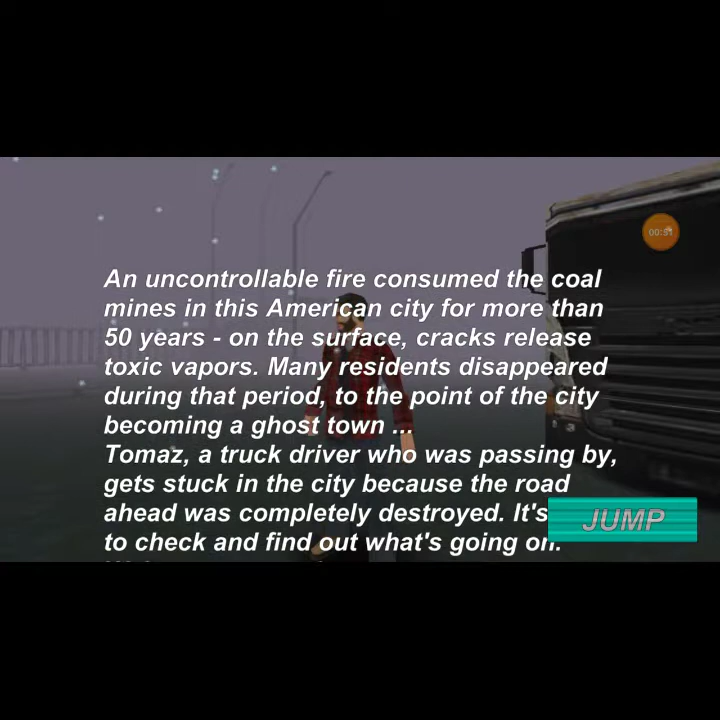 00:51
An uncontrollable fire consumed the coal
mines in this American city for more than
50 years - on the surface, cracks release
toxic vapors. Many residents disappeared
during that period, to the point of the city
becoming a ghost town ...
Tomaz, a truck driver who was passing by,
gets stuck in the city because the road
ahead was completely destroyed. It's
JUMP
to check and find out what's going on.